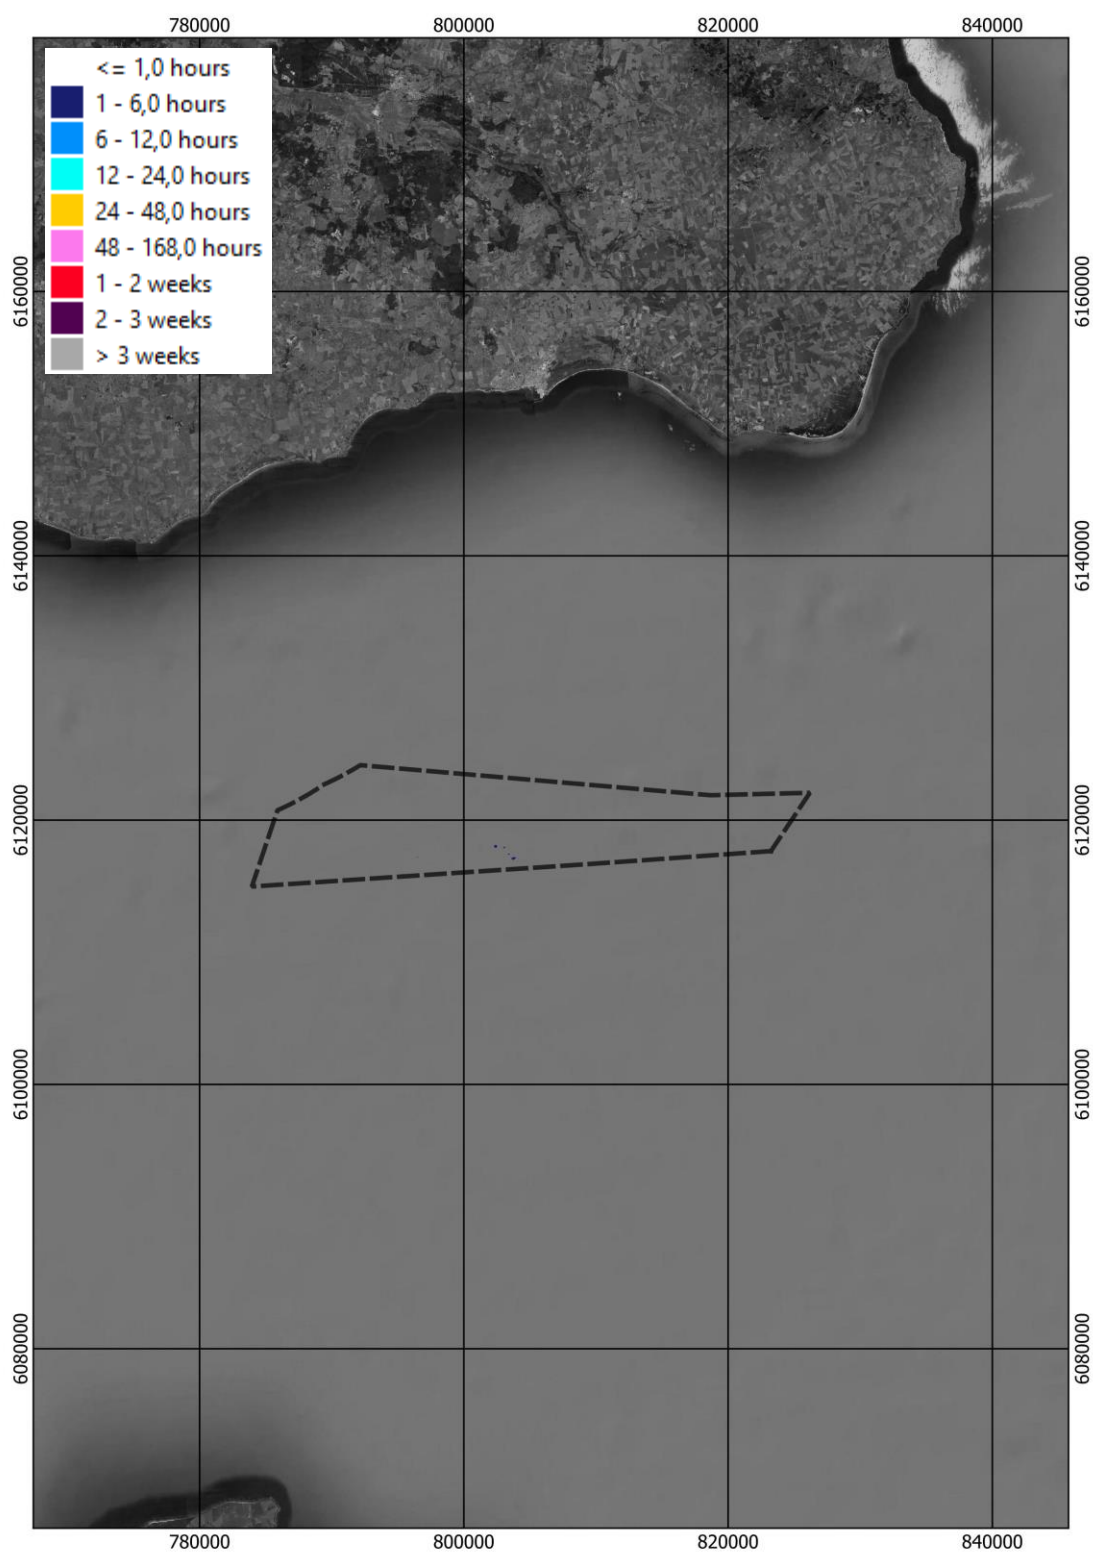 780000 800000 820000 840000
<= 1,0 hours
1 - 6,0 hours
6 - 12,0 hours
12 - 24,0 hours
24 - 48,0 hours
48 - 168,0 hours
1 - 2 weeks
2 - 3 weeks
> 3 weeks
6160000 6160000
6140000 6140000
6120000 6120000
6100000 6100000
6080000 6080000
780000 800000 820000 840000